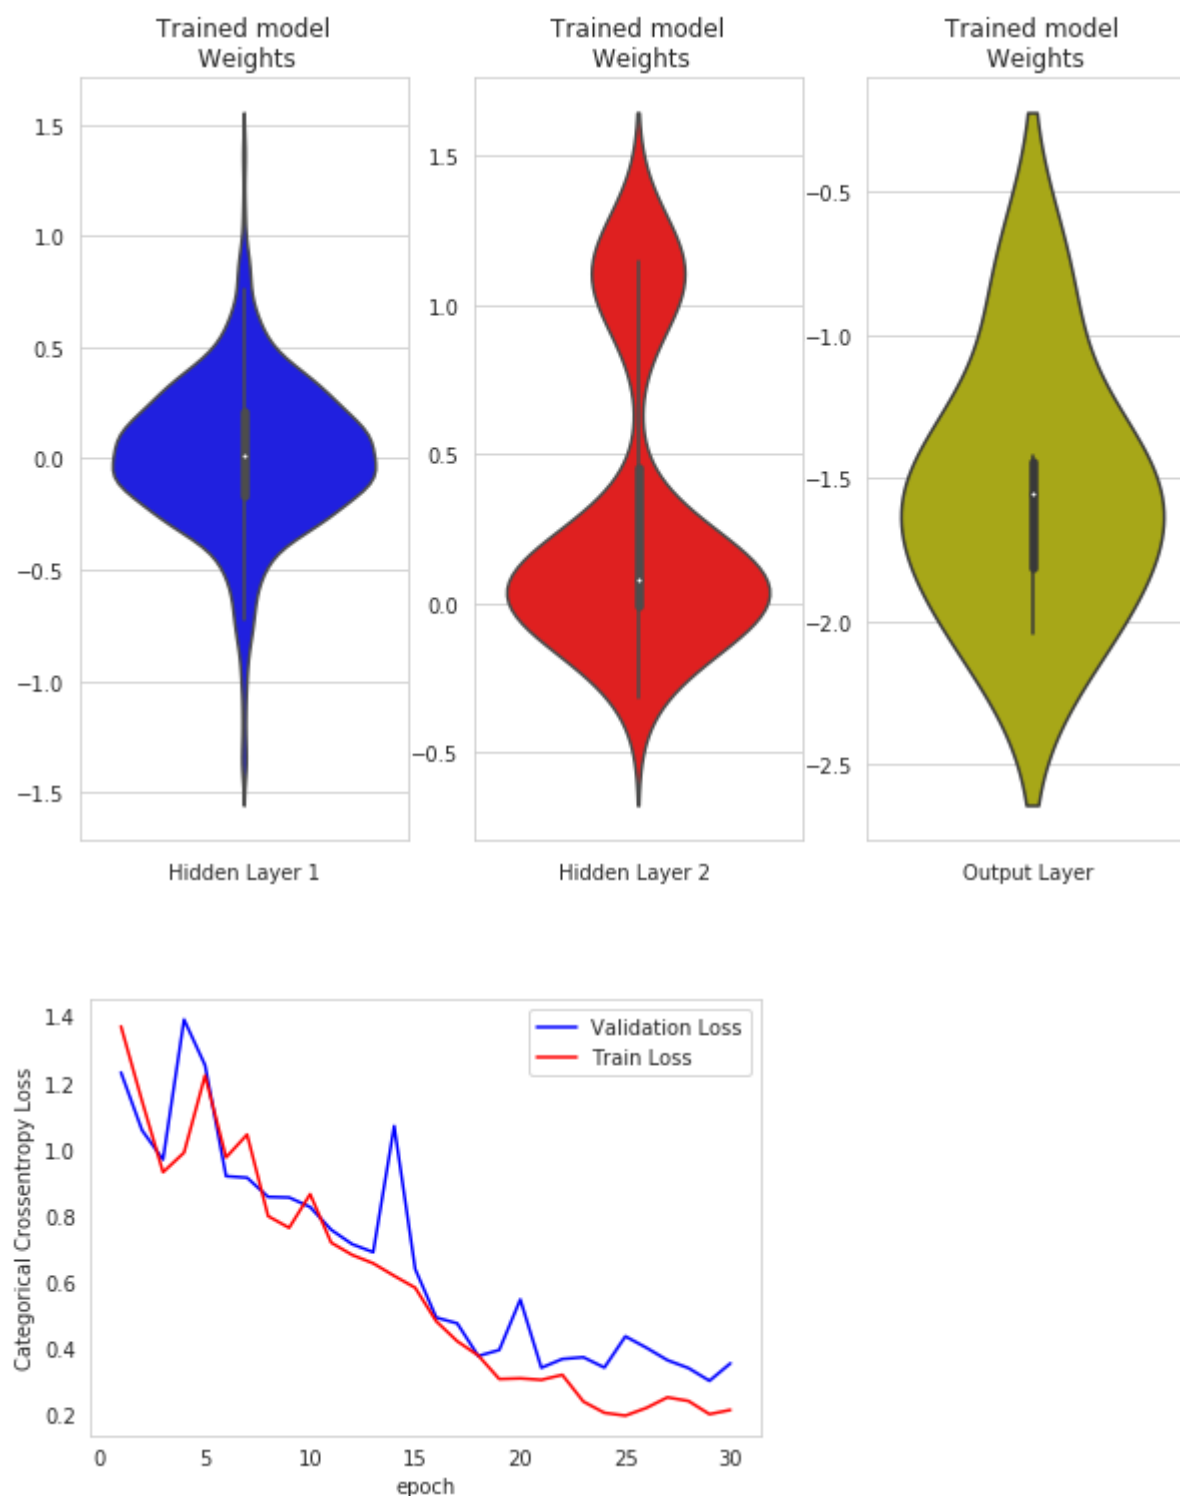 Trained model
Weights
Trained model
Weights
Trained model
Weights
1.5
1.0
0.5
0.0
−0.5
−1.0
−1.5
Hidden Layer 1
1.5
1.0
0.5
0.0
−0.5
Hidden Layer 2
−0.5
−1.0
−1.5
−2.0
−2.5
Output Layer
Categorical Crossentropy Loss
1.4
1.2
1.0
0.8
0.6
0.4
0.2
Validation Loss
Train Loss
0 5 10 15 20 25 30
epoch